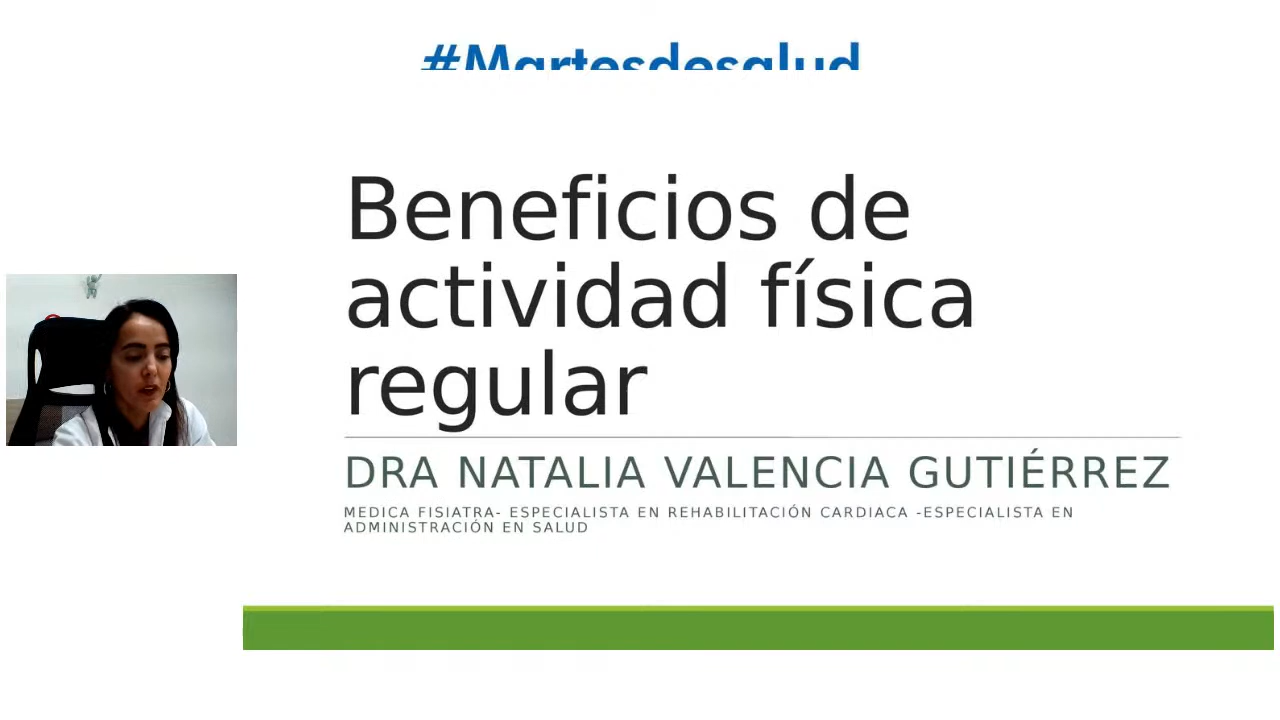 #Martesdesalud
Beneficios de
actividad física
regular
DRA NATALIA VALENCIA GUTIÉRREZ
MEDICA FISIATRA- ESPECIALISTA EN REHABILITACIÓN CARDIACA -ESPECIALISTA EN
ADMINISTRACIÓN EN SALUD